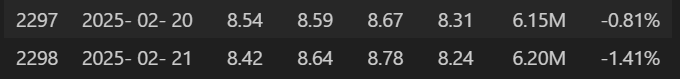 2297 2025- 02- 20 8.54 8.59 8.67 8.31 6.15M -0.81%
2298 2025- 02- 21 8.42 8.64 8.78 8.24 6.20M -1.41%